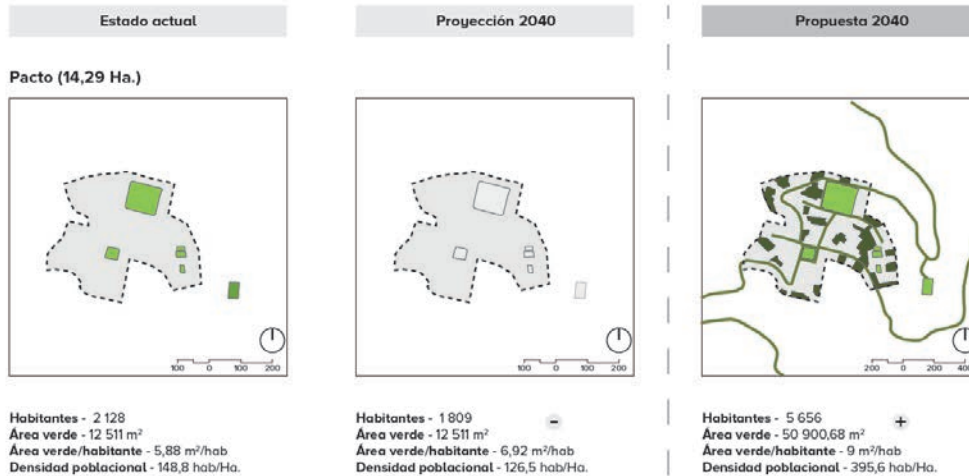 Estado actual
Proyección 2040
Propuesta 2040
Pacto (14,29 Ha.)
100 0 100 200
100 0 100 200
200 0 200 400
Habitantes - 2 128
Área verde - 12 511 m²
Área verde/habitante - 5,88 m²/hab
Densidad poblacional - 148,8 hab/Ha.
Habitantes - 1 809 -
Área verde - 12 511 m²
Área verde/habitante - 6,92 m²/hab
Densidad poblacional - 126,5 hab/Ha.
Habitantes - 5 656 +
Área verde - 50 900,68 m²
Área verde/habitante - 9 m²/hab
Densidad poblacional - 395,6 hab/Ha.